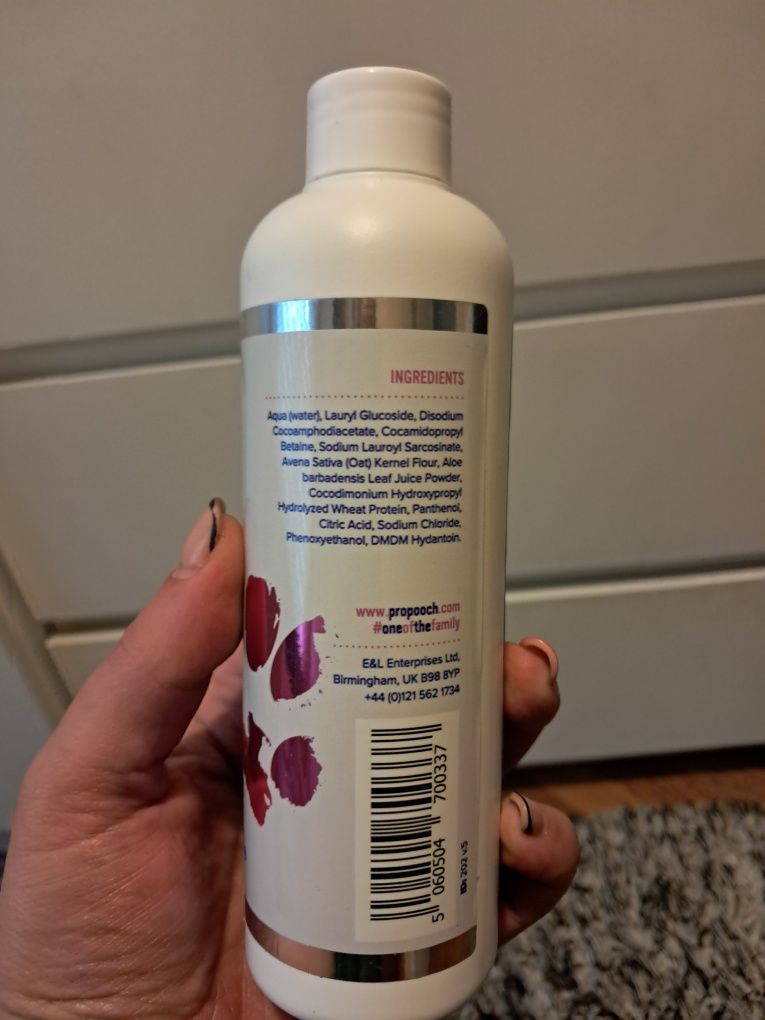 INGREDIENTS
Aqua (water), Lauryl Glucoside, Disodium
Cocoamphodiacetate, Cocamidopropyl
Betaine, Sodium Lauroyl Sarcosinate,
Avena Sativa (Oat) Kernel Flour, Aloe
barbadensis Leaf Juice Powder,
Cocodimonium Hydroxypropyl
Hydrolyzed Wheat Protein, Panthenol,
Citric Acid, Sodium Chloride,
Phenoxyethanol, DMDM Hydantoin.
www.propooch.com
#oneofthefamily
E&L Enterprises Ltd,
Birmingham, UK B98 8YP
+44 (0)121 562 1734
5 060504 700337
202 v.5